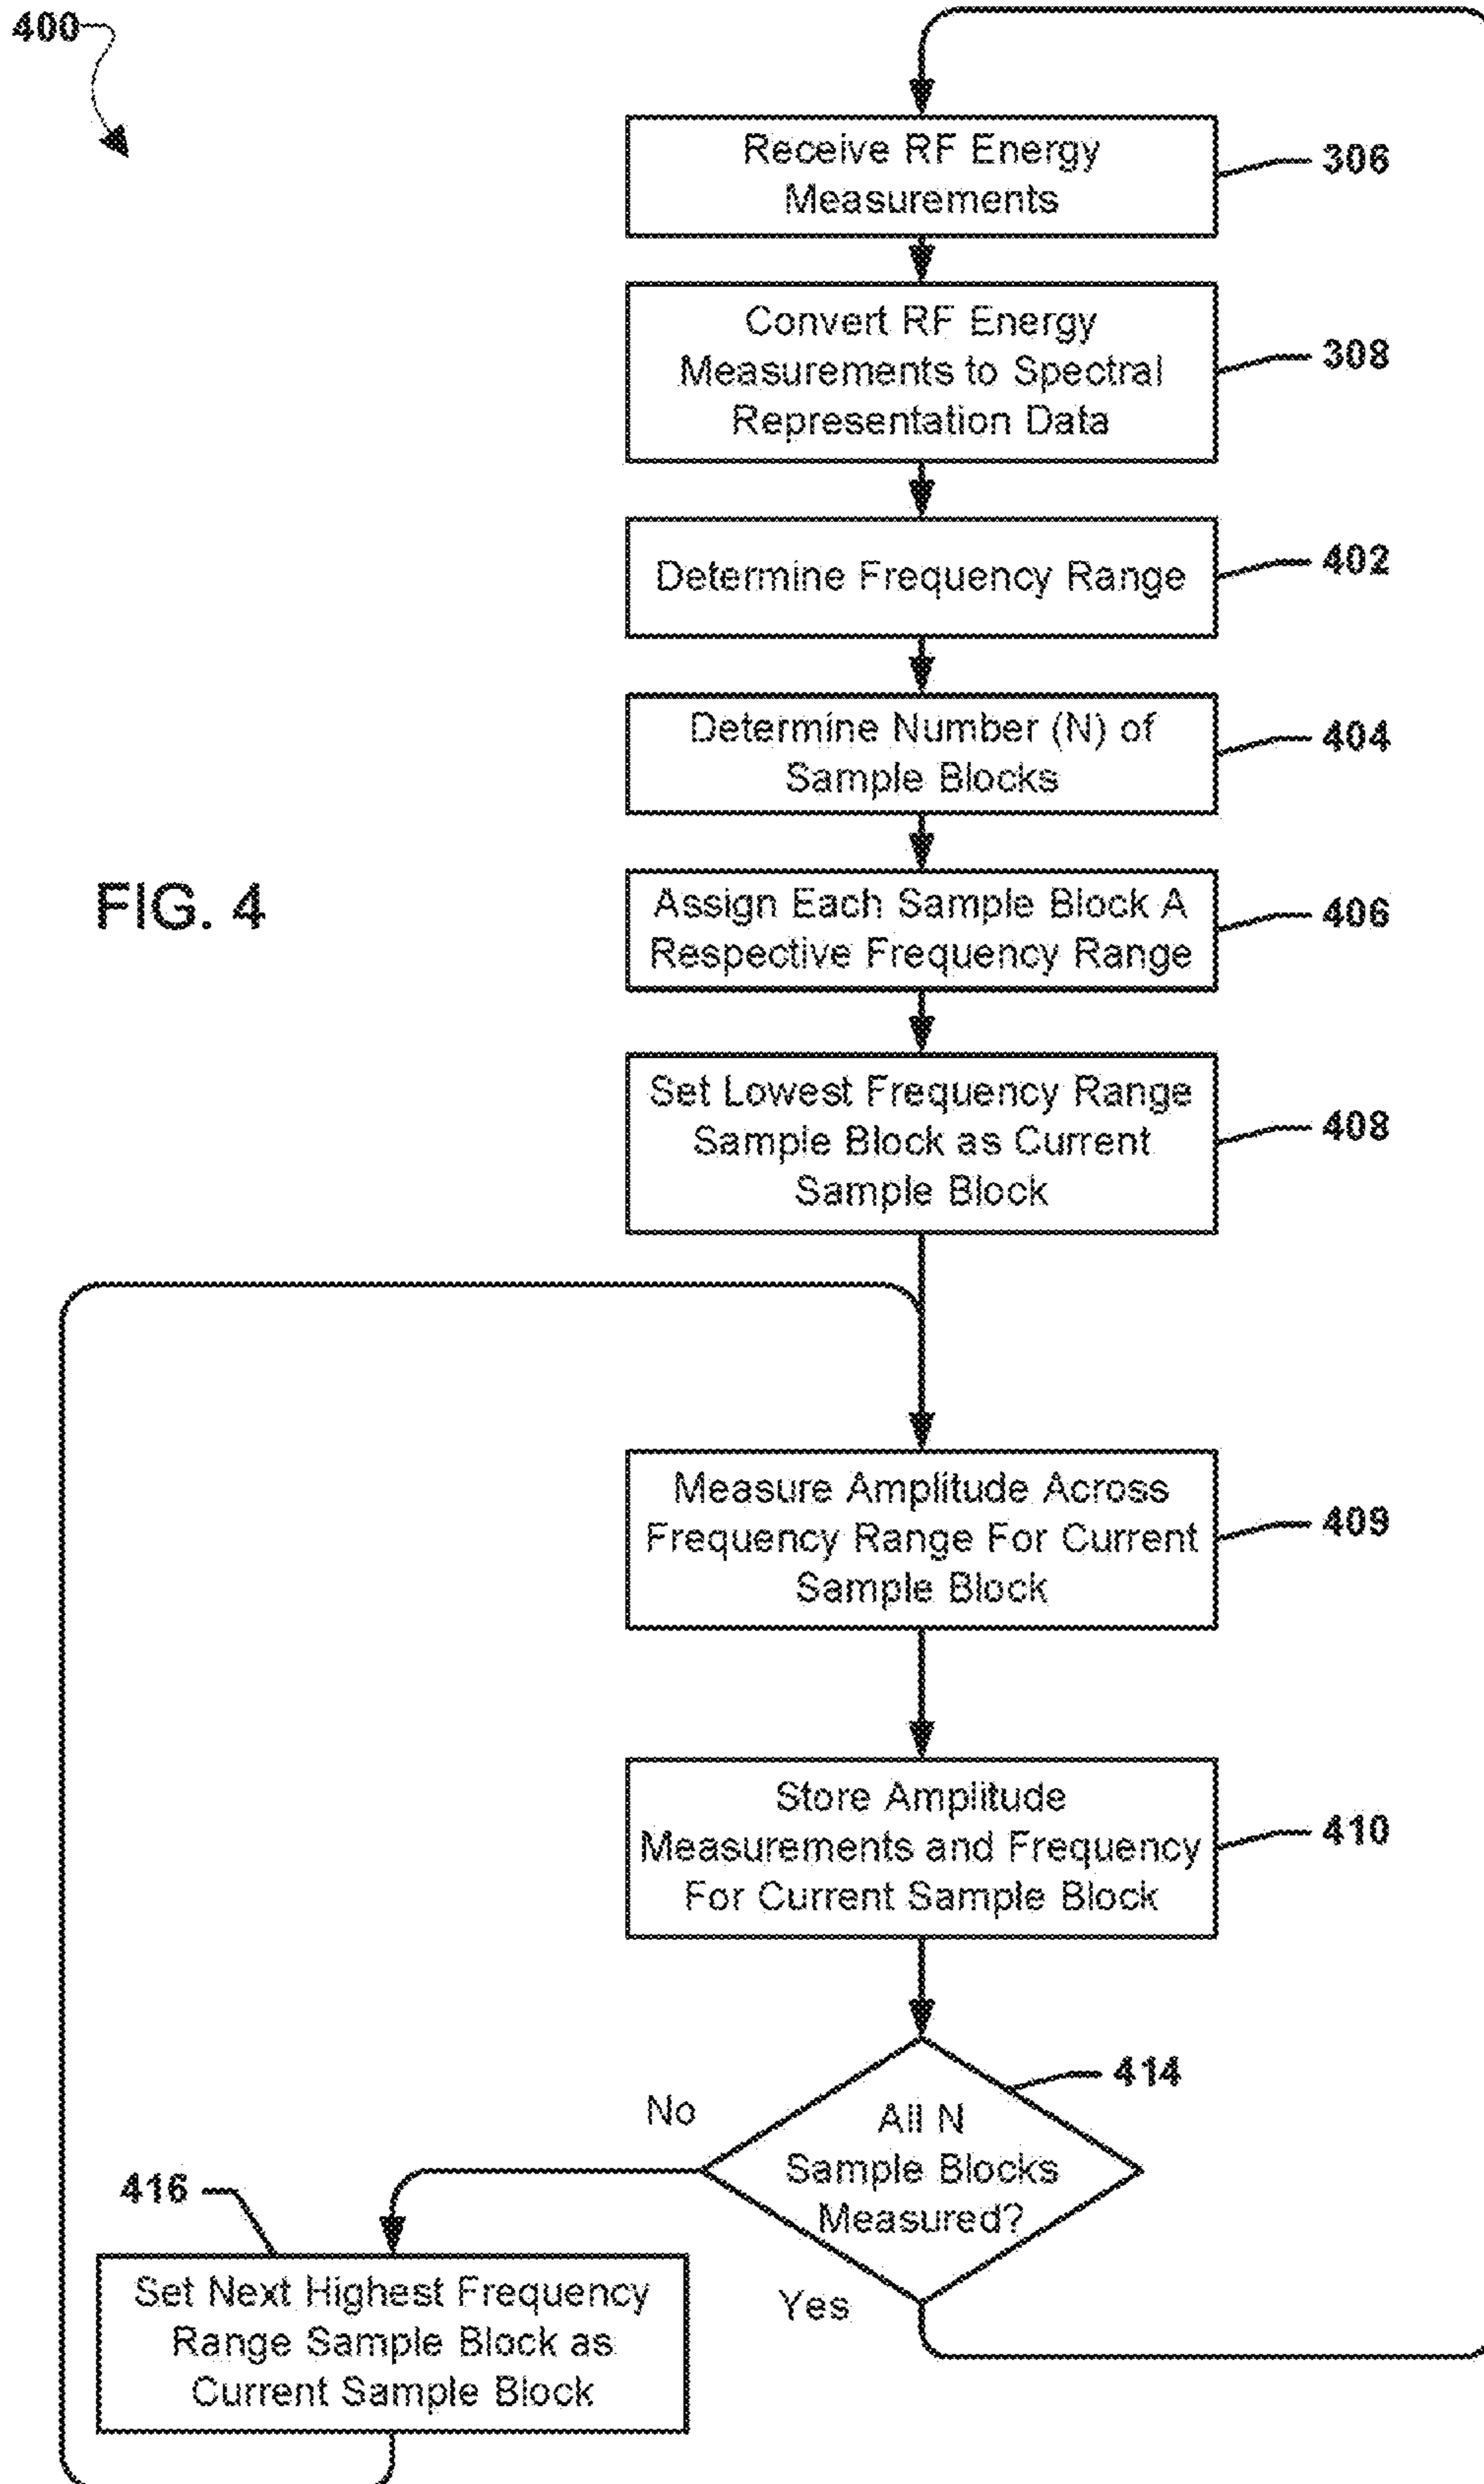 400
Receive RF Energy
Measurements
306
Convert RF Energy
Measurements to Spectral
Representation Data
308
Determine Frequency Range
402
Determine Number (N) of
Sample Blocks
404
FIG. 4
Assign Each Sample Block A
Respective Frequency Range
406
Set Lowest Frequency Range
Sample Block as Current
Sample Block
408
Measure Amplitude Across
Frequency Range For Current
Sample Block
409
Store Amplitude
Measurements and Frequency
For Current Sample Block
410
414
No
All N
Sample Blocks
Measured?
416
Yes
Set Next Highest Frequency
Range Sample Block as
Current Sample Block